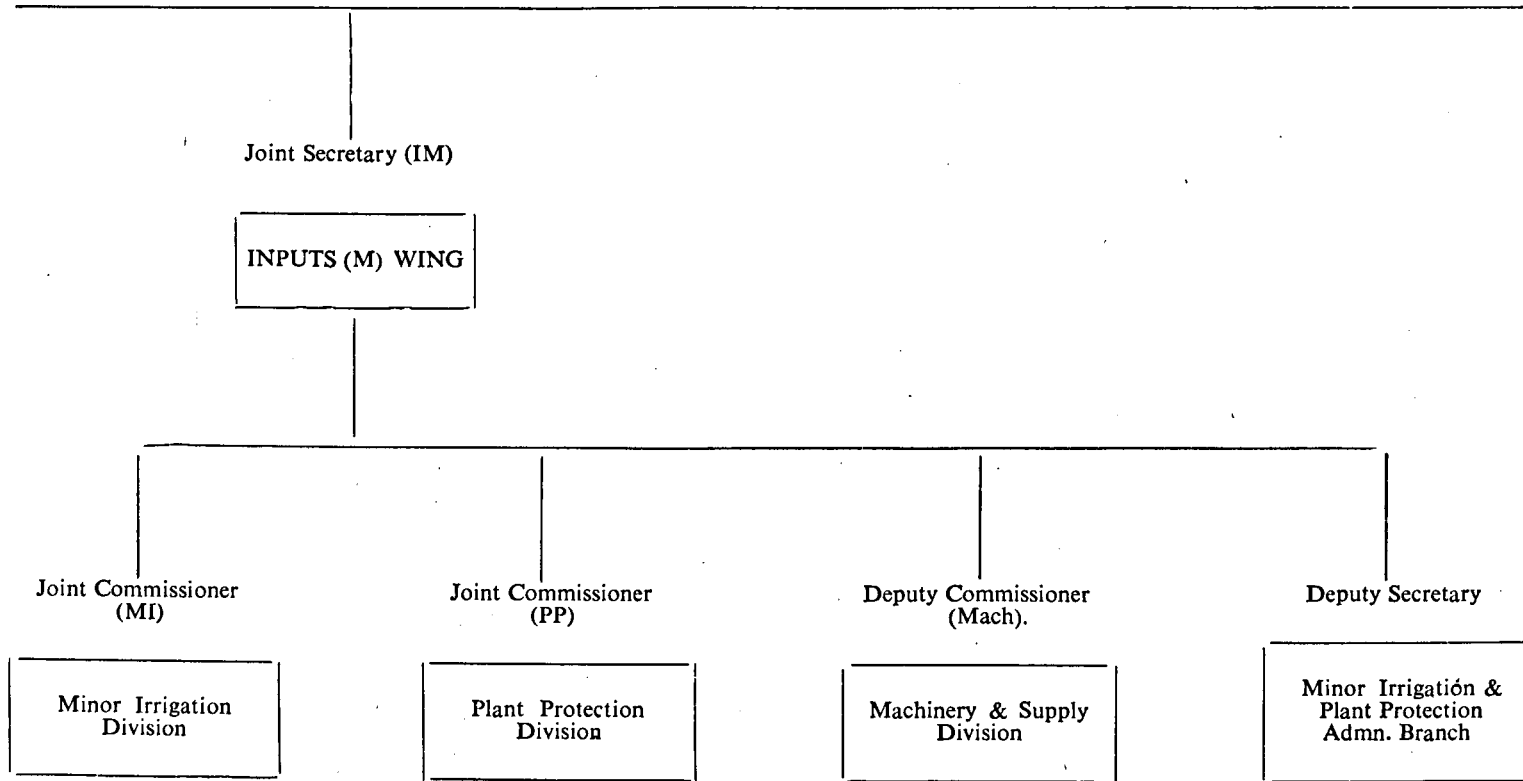 Joint Secretary (IM)
INPUTS (M) WING
Joint Commissioner
(MI)
Minor Irrigation
Division
Joint Commissioner
(PP)
Plant Protection
Division
Deputy Commissioner
(Mach).
Machinery & Supply
Division
Deputy Secretary
Minor Irrigation &
Plant Protection
Admn. Branch